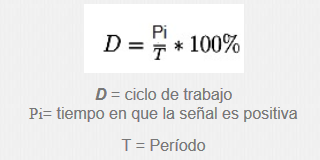 D = Pi/T * 100%
D = ciclo de trabajo
Pi= tiempo en que la señal es positiva
T = Período